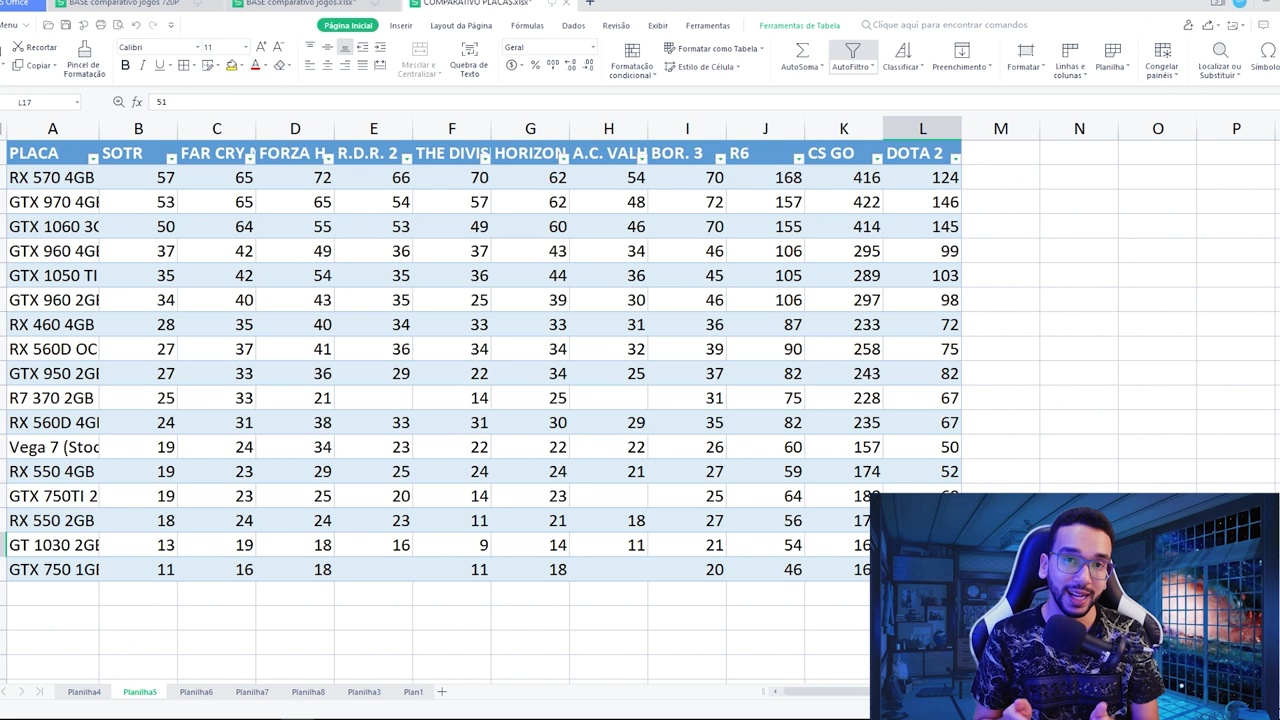 Office BASE comparativo jogos 720P BASE comparativo jogos.xlsx* COMPARATIVO PLACAS.xlsx*
Menu Página Inicial Inserir Layout da Página Fórmulas Dados Revisão Exibir Ferramentas Ferramentas de Tabela Clique aqui para encontrar comandos
Recortar Calibri 11 Geral Formatar como Tabela
Copiar Pincel de Formatação Mesclar e Centralizar Quebra de Texto Formatação condicional Estilo de Célula AutoSoma AutoFiltro Classificar Preenchimento Formatar Linhas e colunas Planilha Congelar painéis Localizar ou Substituir Símbolo
L17 fx 51
A B C D E F G H I J K L M N O P
PLACA SOTR FAR CRY FORZA H R.D.R. 2 THE DIVIS HORIZON A.C. VALH BOR. 3 R6 CS GO DOTA 2
RX 570 4GB 57 65 72 66 70 62 54 70 168 416 124
GTX 970 4GB 53 65 65 54 57 62 48 72 157 422 146
GTX 1060 3G 50 64 55 53 49 60 46 70 155 414 145
GTX 960 4GB 37 42 49 36 37 43 34 46 106 295 99
GTX 1050 TI 35 42 54 35 36 44 36 45 105 289 103
GTX 960 2GB 34 40 43 35 25 39 30 46 106 297 98
RX 460 4GB 28 35 40 34 33 33 31 36 87 233 72
RX 560D OC 27 37 41 36 34 34 32 39 90 258 75
GTX 950 2GB 27 33 36 29 22 34 25 37 82 243 82
R7 370 2GB 25 33 21 14 25 31 75 228 67
RX 560D 4GB 24 31 38 33 31 30 29 35 82 235 67
Vega 7 (Stoc 19 24 34 23 22 22 22 26 60 157 50
RX 550 4GB 19 23 29 25 24 24 21 27 59 174 52
GTX 750TI 2 19 23 25 20 14 23 25 64
RX 550 2GB 18 24 24 23 11 21 18 27 56
GT 1030 2GB 13 19 18 16 9 14 11 21 54
GTX 750 1GB 11 16 18 11 18 20 46
Planilha4 Planilha5 Planilha6 Planilha7 Planilha8 Planilha3 Plan1